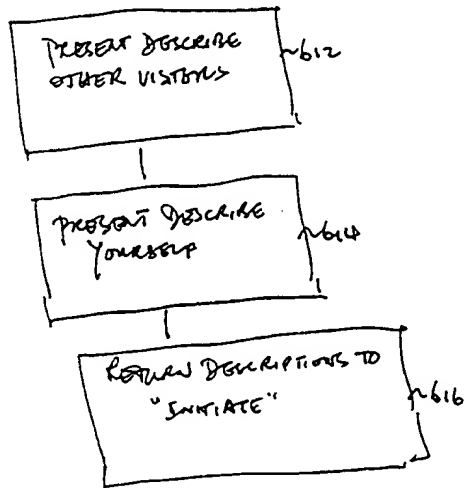 PRESENT DESCRIBE
OTHER VISITORS
~612
PRESENT DESCRIBE
YOURSELF
~614
RETURN DESCRIPTIONS TO
"INITIATE"
~616